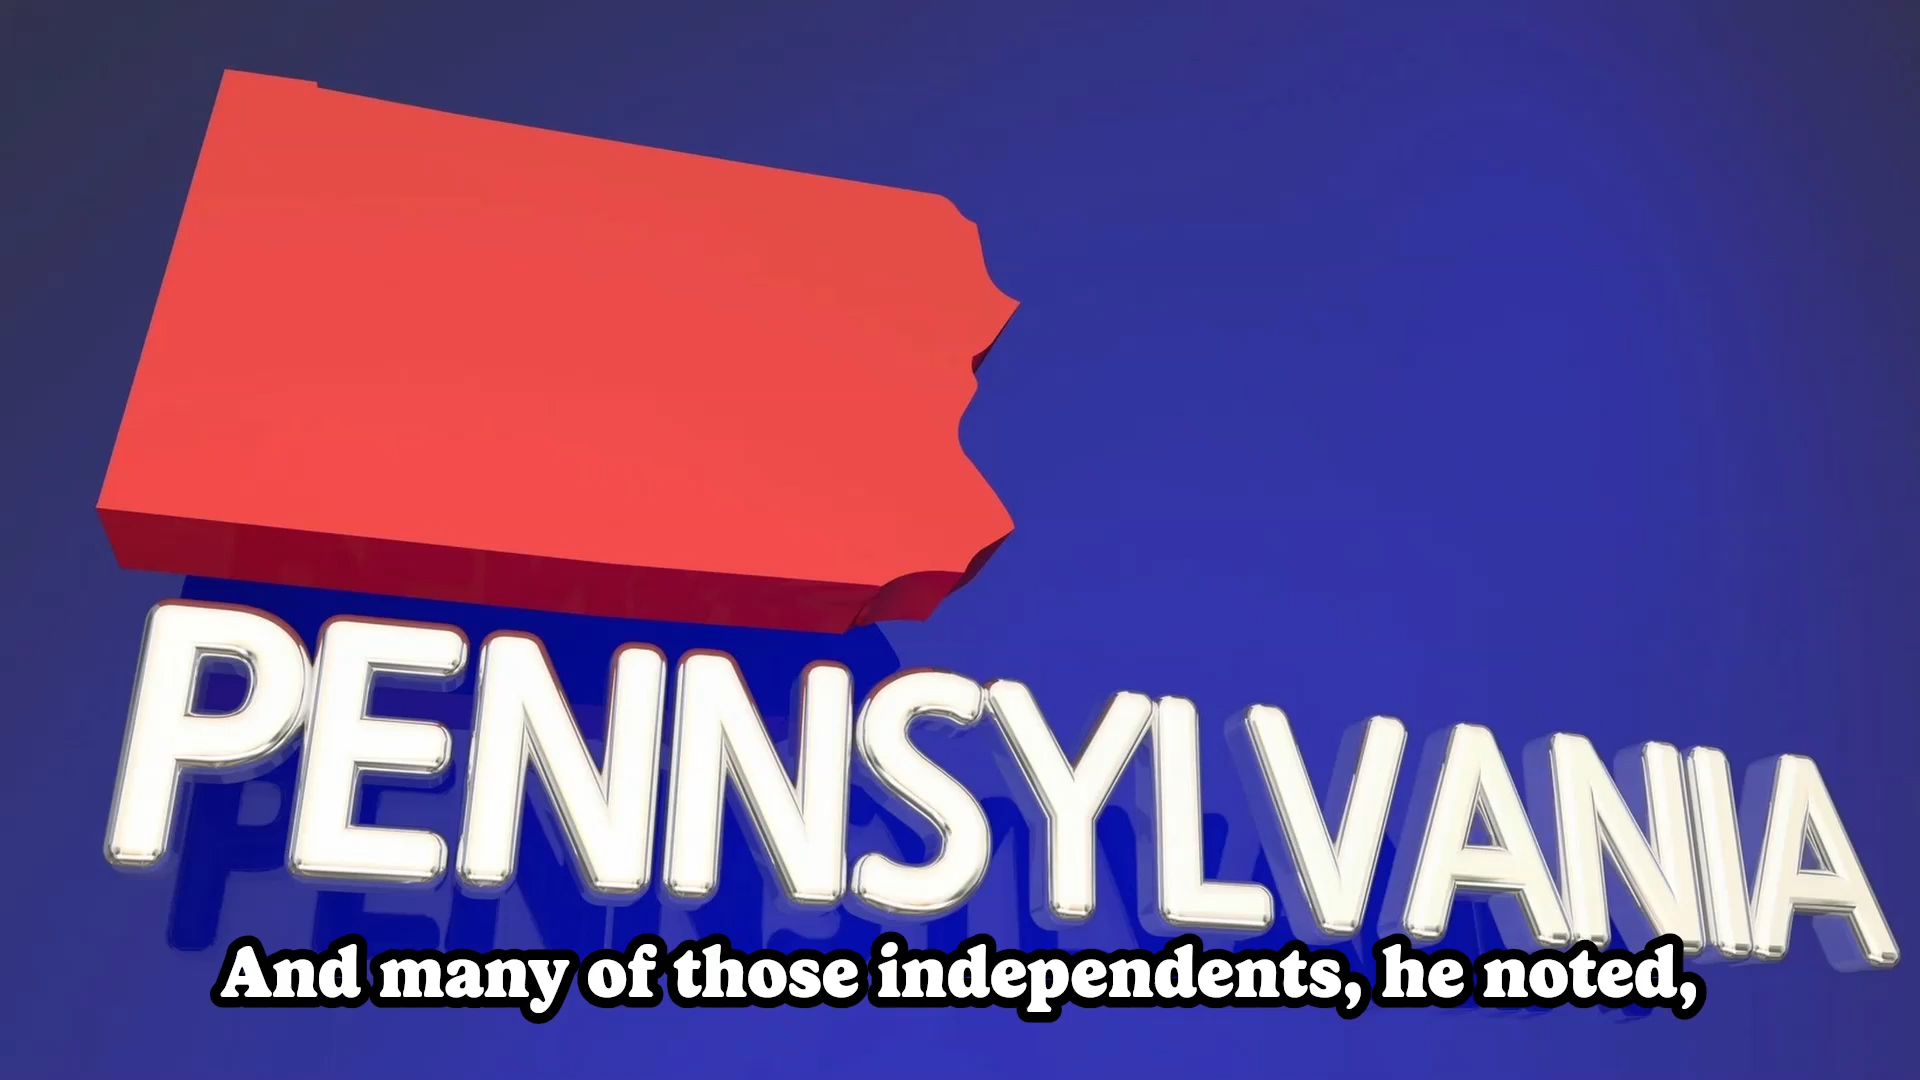 PENNSYLVANIA
And many of those independents, he noted,